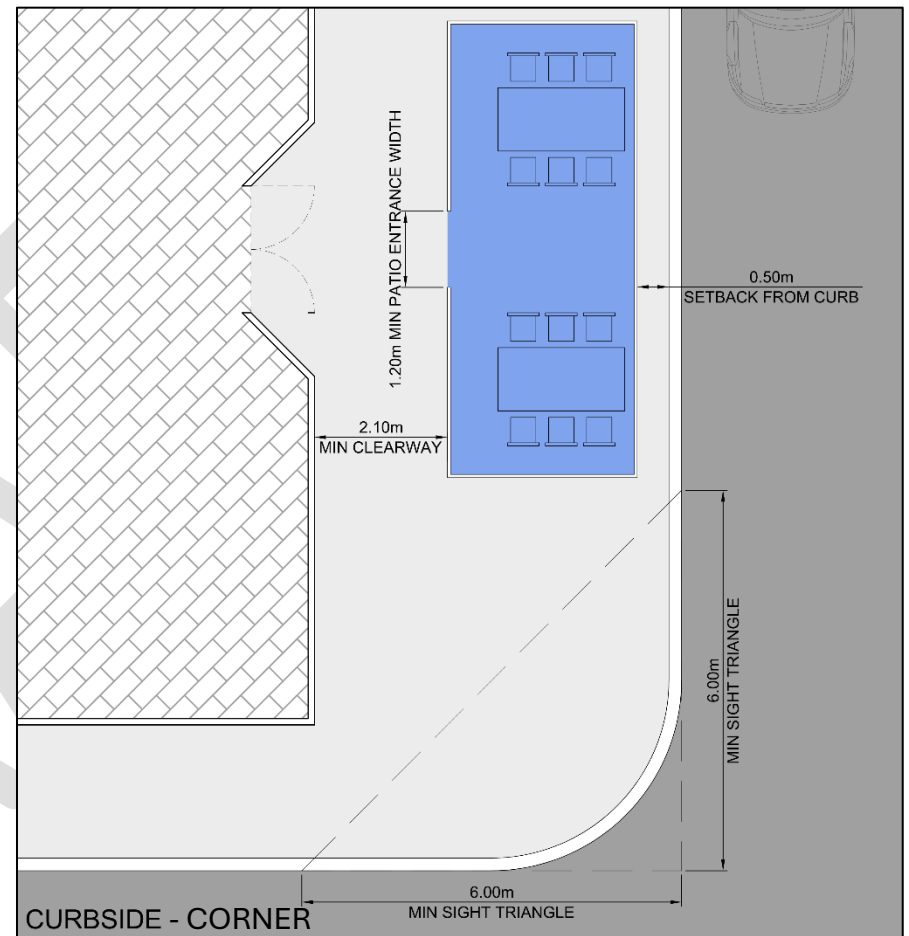 1.20m MIN PATIO ENTRANCE WIDTH
0.50m
SETBACK FROM CURB
2.10m
MIN CLEARWAY
6.00m
MIN SIGHT TRIANGLE
6.00m
MIN SIGHT TRIANGLE
CURBSIDE - CORNER